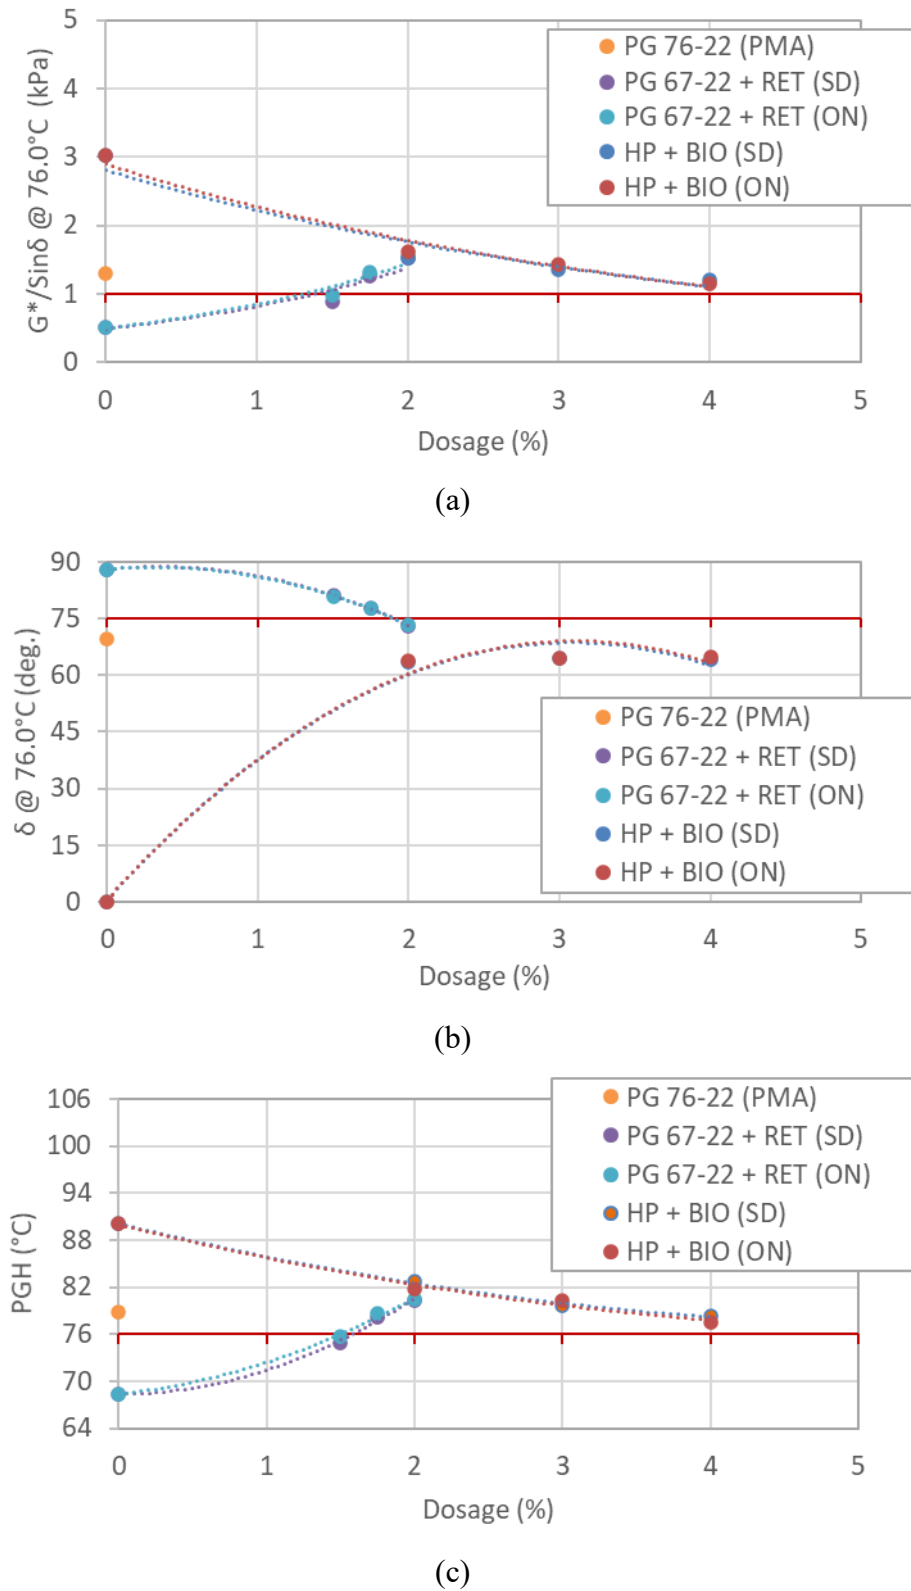 G*/Sinδ @ 76.0°C (kPa)
5
4
3
2
1
0
0 1 2 3 4 5
Dosage (%)
PG 76-22 (PMA)
PG 67-22 + RET (SD)
PG 67-22 + RET (ON)
HP + BIO (SD)
HP + BIO (ON)
(a)
δ @ 76.0°C (deg.)
90
75
60
45
30
15
0
0 1 2 3 4 5
Dosage (%)
PG 76-22 (PMA)
PG 67-22 + RET (SD)
PG 67-22 + RET (ON)
HP + BIO (SD)
HP + BIO (ON)
(b)
PGH (°C)
106
100
94
88
82
76
70
64
0 1 2 3 4 5
Dosage (%)
PG 76-22 (PMA)
PG 67-22 + RET (SD)
PG 67-22 + RET (ON)
HP + BIO (SD)
HP + BIO (ON)
(c)